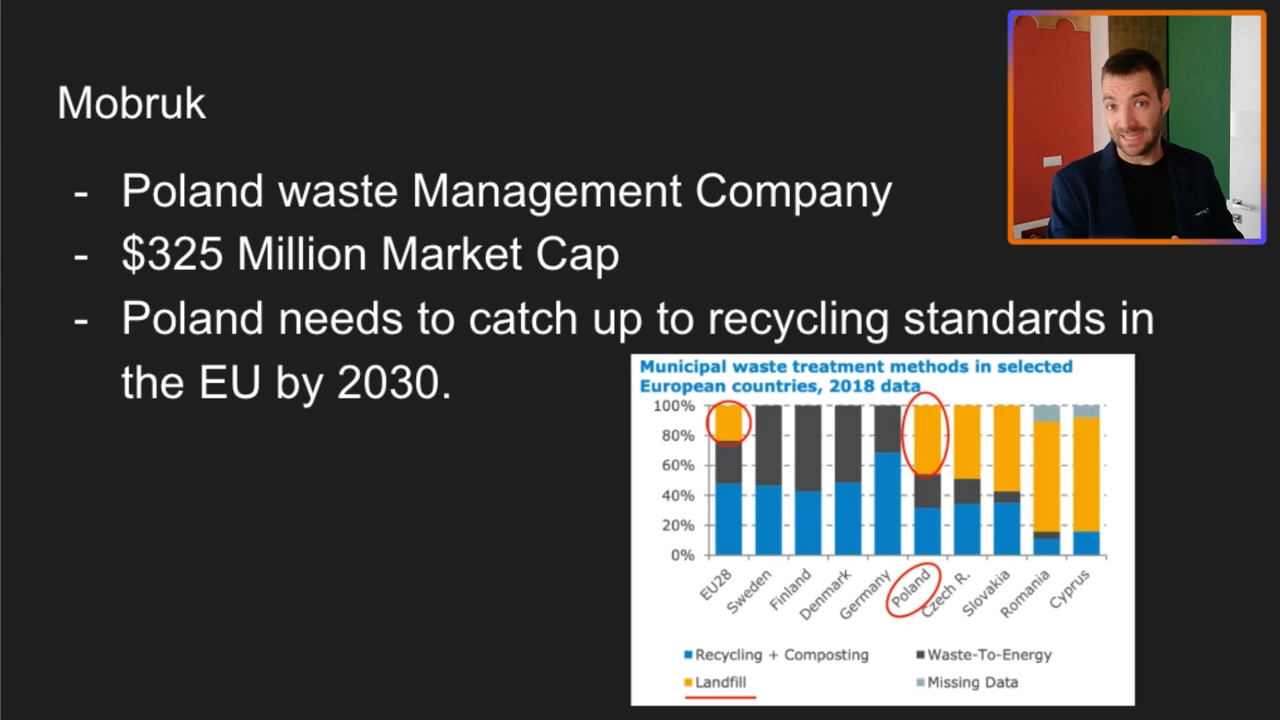 Mobruk
- Poland waste Management Company
- $325 Million Market Cap
- Poland needs to catch up to recycling standards in
the EU by 2030.
Municipal waste treatment methods in selected
European countries, 2018 data
100%
80%
60%
40%
20%
0%
EU28
Sweden
Finland
Denmark
Germany
Poland
Czech R.
Slovakia
Romania
Cyprus
Recycling + Composting
Waste-To-Energy
Landfill
Missing Data